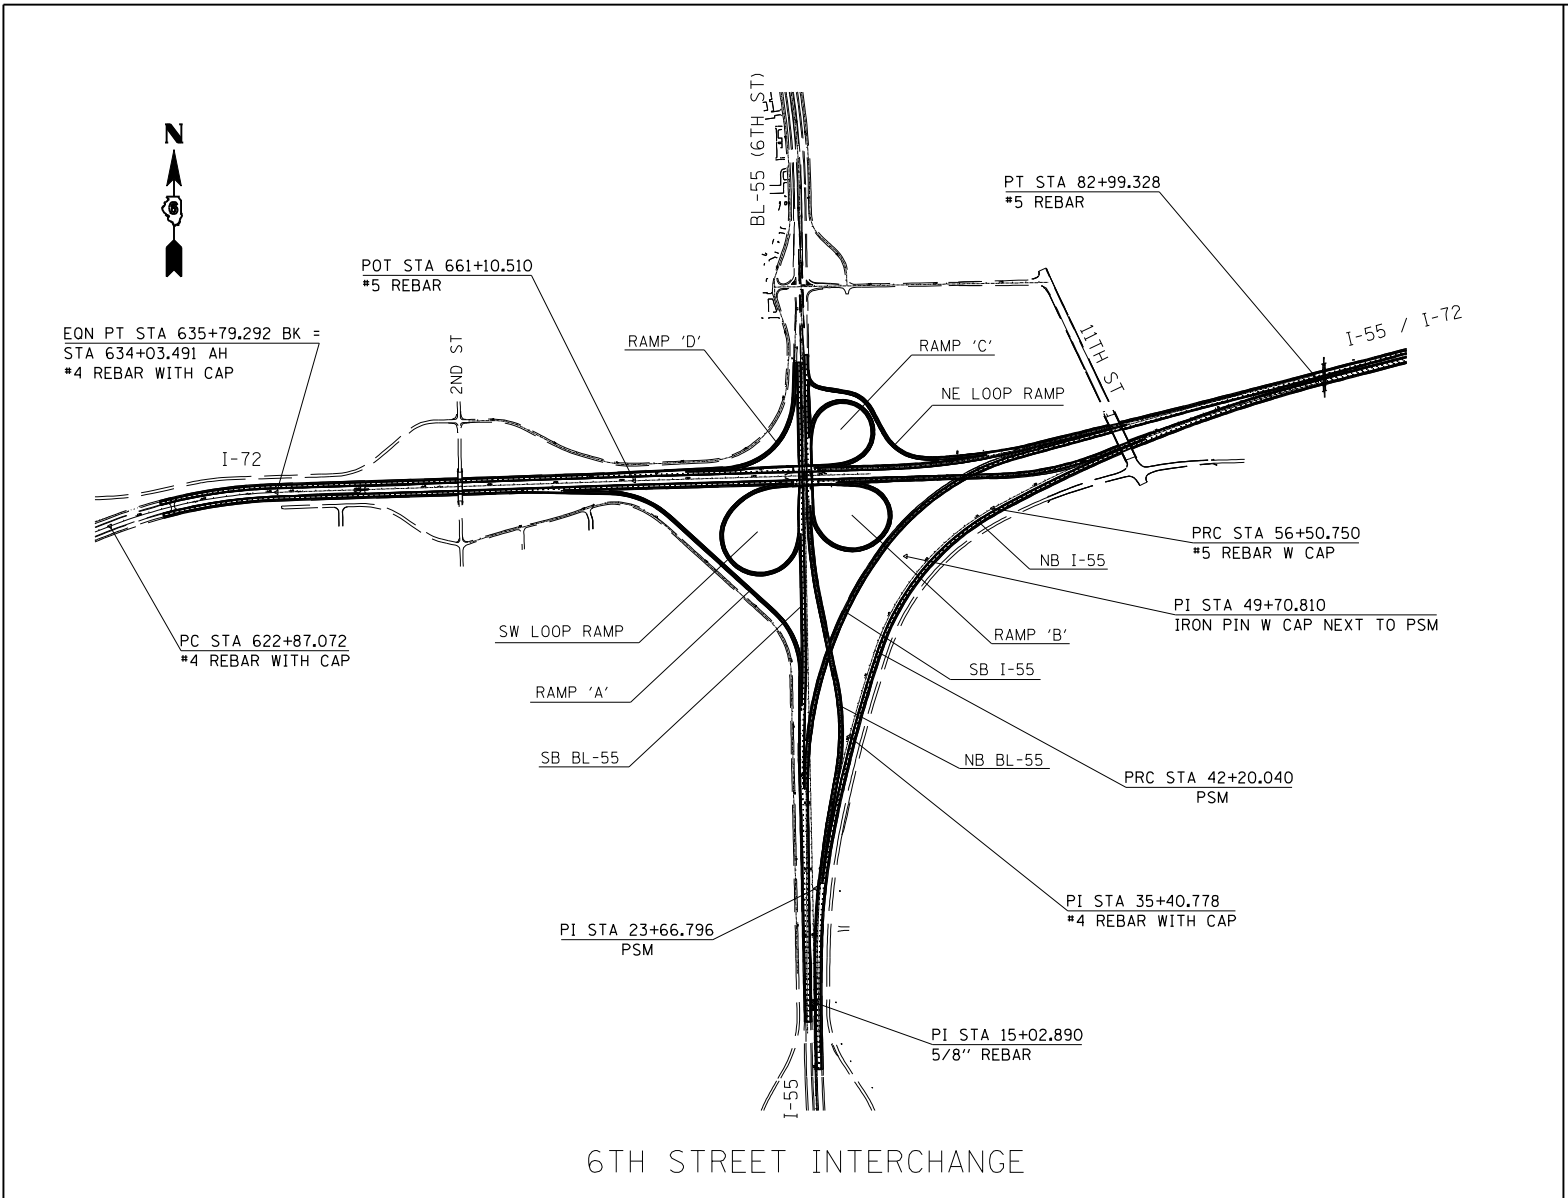 N
6
BL-55 (6TH ST)
PT STA 82+99.328
#5 REBAR
POT STA 661+10.510
#5 REBAR
EQN PT STA 635+79.292 BK =
STA 634+03.491 AH
#4 REBAR WITH CAP
2ND ST
RAMP 'D'
RAMP 'C'
11TH ST
I-55 / I-72
NE LOOP RAMP
I-72
PRC STA 56+50.750
#5 REBAR W CAP
NB I-55
PI STA 49+70.810
IRON PIN W CAP NEXT TO PSM
PC STA 622+87.072
#4 REBAR WITH CAP
SW LOOP RAMP
RAMP 'B'
SB I-55
RAMP 'A'
SB BL-55
NB BL-55
PRC STA 42+20.040
PSM
PI STA 35+40.778
#4 REBAR WITH CAP
PI STA 23+66.796
PSM
PI STA 15+02.890
5/8" REBAR
I-55
6TH STREET INTERCHANGE